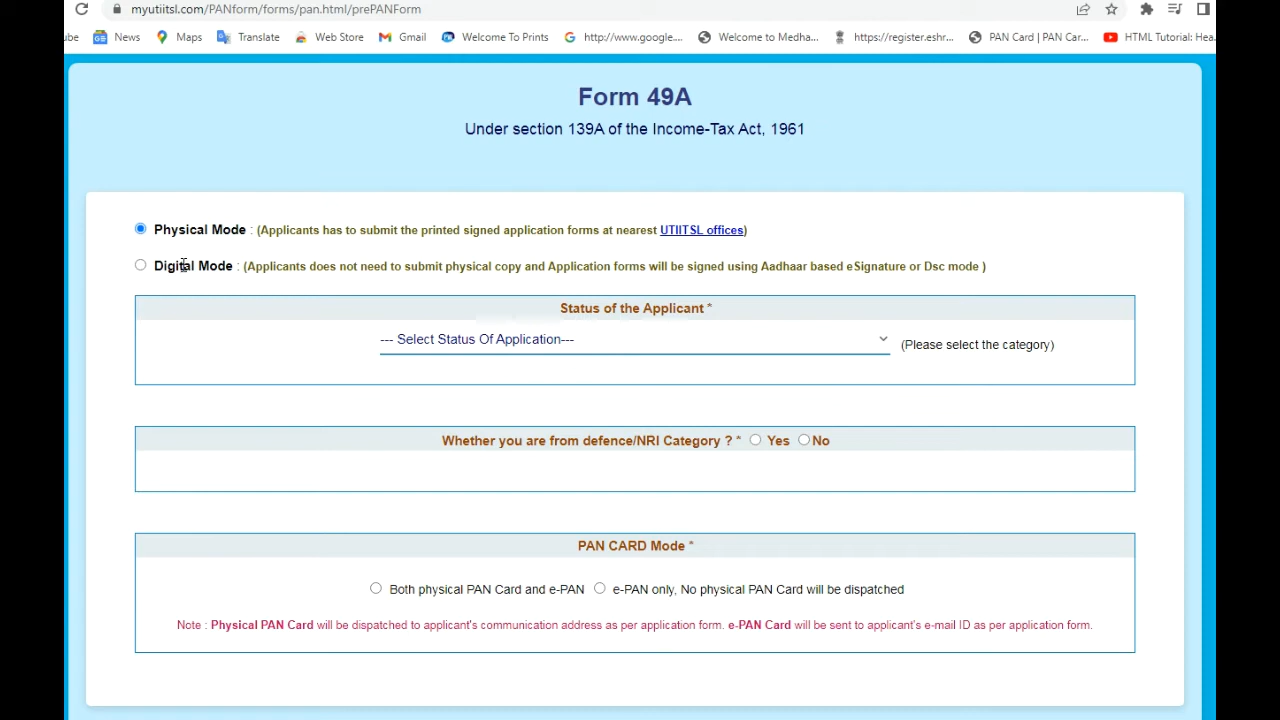 myutiitsl.com/PANform/forms/pan.html/prePANForm
ube News Maps Translate Web Store Gmail Welcome To Prints http://www.google.... Welcome to Medha... https://register.eshr... PAN Card | PAN Car... HTML Tutorial: Hea
Form 49A
Under section 139A of the Income-Tax Act, 1961
Physical Mode : (Applicants has to submit the printed signed application forms at nearest UTIITSL offices)
Digital Mode : (Applicants does not need to submit physical copy and Application forms will be signed using Aadhaar based eSignature or Dsc mode )
Status of the Applicant *
--- Select Status Of Application---
(Please select the category)
Whether you are from defence/NRI Category ? * Yes No
PAN CARD Mode *
Both physical PAN Card and e-PAN e-PAN only, No physical PAN Card will be dispatched
Note : Physical PAN Card will be dispatched to applicant's communication address as per application form. e-PAN Card will be sent to applicant's e-mail ID as per application form.